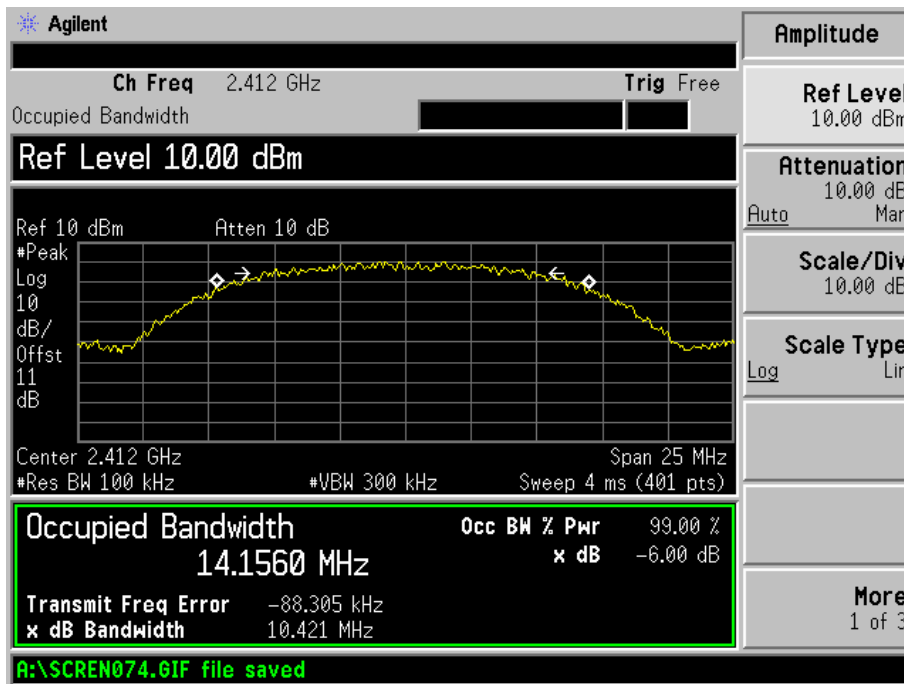 Agilent
Ch Freq 2.412 GHz Trig Free
Occupied Bandwidth
Ref Level 10.00 dBm
Ref 10 dBm Atten 10 dB
#Peak
Log
10
dB/
Offst
11
dB
Center 2.412 GHz Span 25 MHz
#Res BW 100 kHz #VBW 300 kHz Sweep 4 ms (401 pts)
Occupied Bandwidth
14.1560 MHz
Occ BW % Pwr 99.00 %
x dB -6.00 dB
Transmit Freq Error -88.305 kHz
x dB Bandwidth 10.421 MHz
A:\SCREN074.GIF file saved
Amplitude
Ref Level
10.00 dBm
Attenuation
10.00 dB
Auto Man
Scale/Div
10.00 dB
Scale Type
Log Lin
More
1 of 3